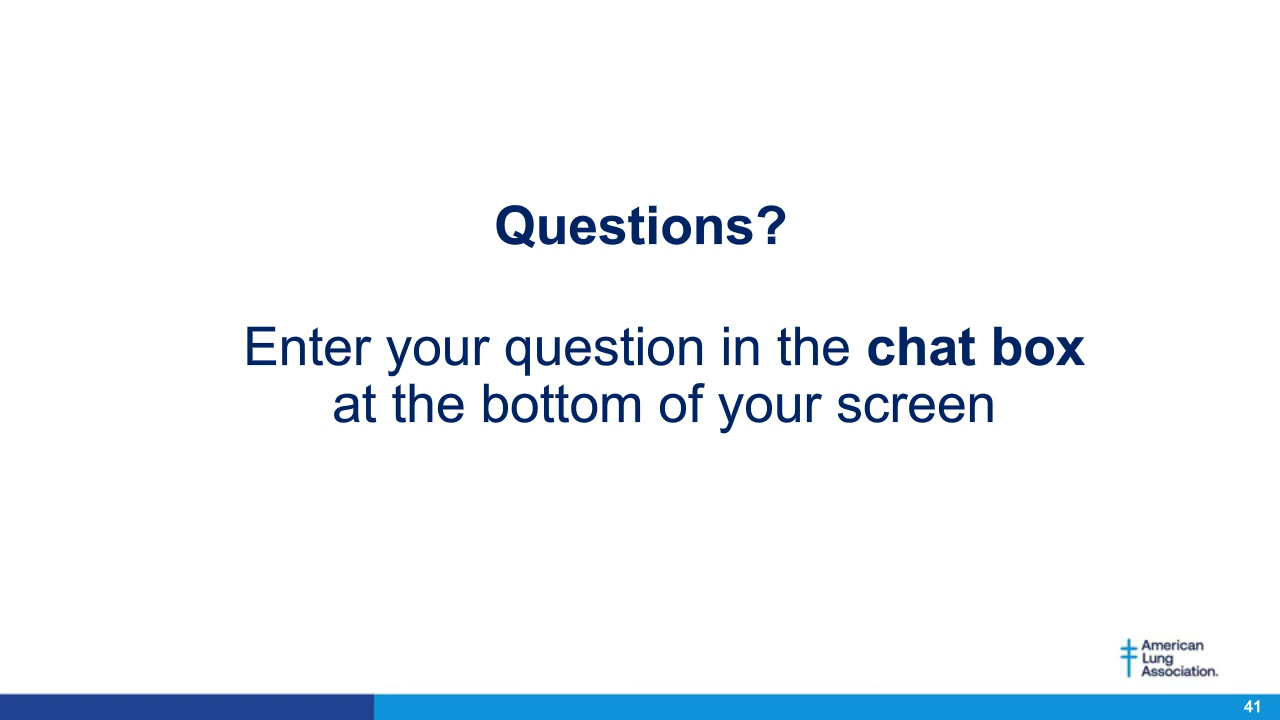 Questions?
Enter your question in the chat box
at the bottom of your screen
American
Lung
Association.
41